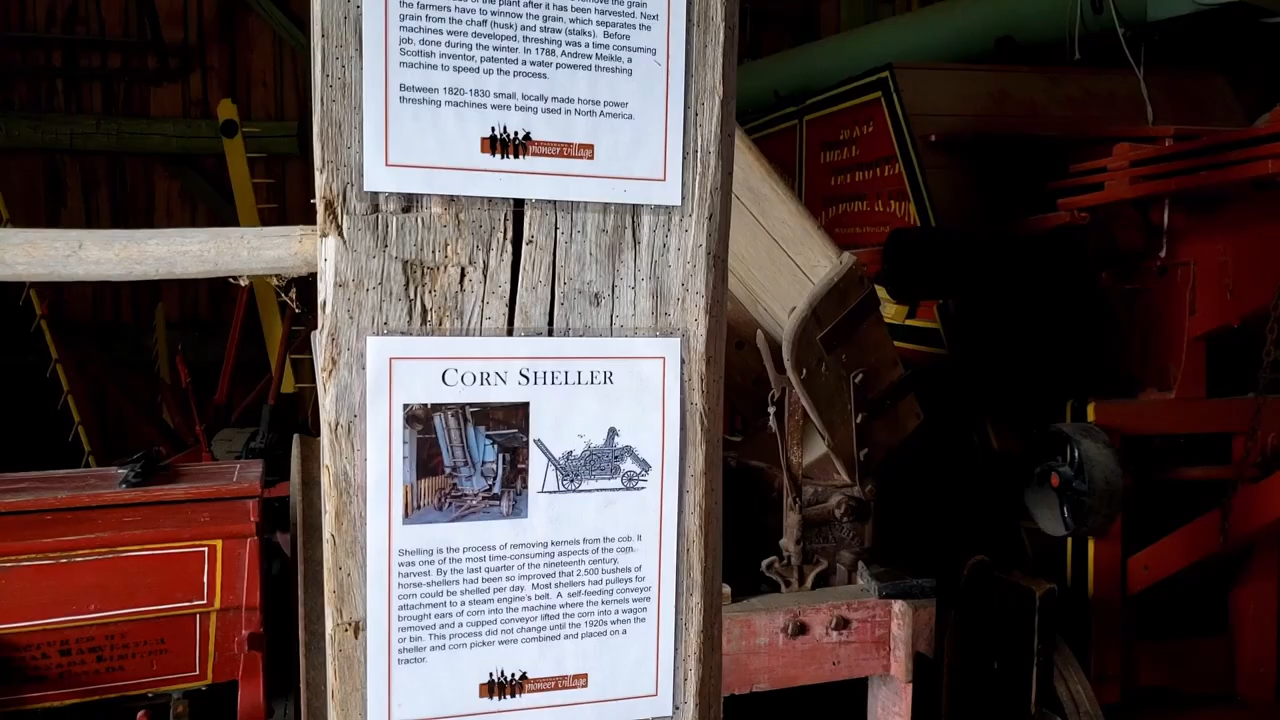 of the plant after it has been harvested. Next
the farmers have to winnow the grain, which separates the
grain from the chaff (husk) and straw (stalks). Before
machines were developed, threshing was a time consuming
job, done during the winter. In 1788, Andrew Meikle, a
Scottish inventor, patented a water powered threshing
machine to speed up the process.
Between 1820-1830 small, locally made horse power
threshing machines were being used in North America.
pioneer village
CORN SHELLER
Shelling is the process of removing kernels from the cob. It
was one of the most time-consuming aspects of the corn
harvest. By the last quarter of the nineteenth century,
horse-shellers had been so improved that 2,500 bushels of
corn could be shelled per day. Most shellers had pulleys for
attachment to a steam engine's belt. A self-feeding conveyor
brought ears of corn into the machine where the kernels were
removed and a cupped conveyor lifted the corn into a wagon
or bin. This process did not change until the 1920s when the
sheller and corn picker were combined and placed on a
tractor.
pioneer village